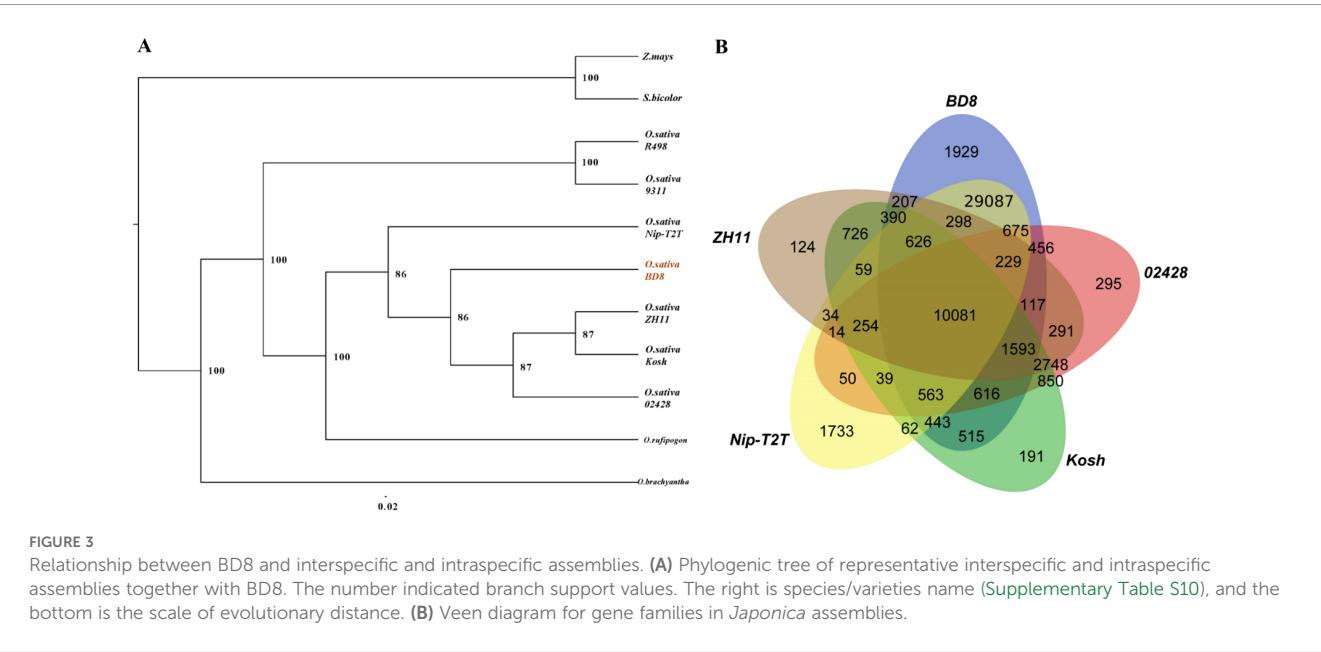 A
Z.mays
100
S.bicolor
O.sativa
R498
100
O.sativa
9311
O.sativa
Nip-T2T
100
86
O.sativa
BD8
86
O.sativa
ZH11
87
O.sativa
Kosh
100
87
100
O.sativa
02428
O.rufipogon
O.brachyantha
0.02
B
BD8
1929
207
29087
390
298
ZH11
726
626
675
124
456
59
229
02428
295
117
34
10081
254
14
291
1593
2748
50
39
850
563
616
1733
62
443
Nip-T2T
515
191
Kosh
FIGURE 3
Relationship between BD8 and interspecific and intraspecific assemblies. (A) Phylogenic tree of representative interspecific and intraspecific
assemblies together with BD8. The number indicated branch support values. The right is species/varieties name (Supplementary Table S10), and the
bottom is the scale of evolutionary distance. (B) Veen diagram for gene families in Japonica assemblies.